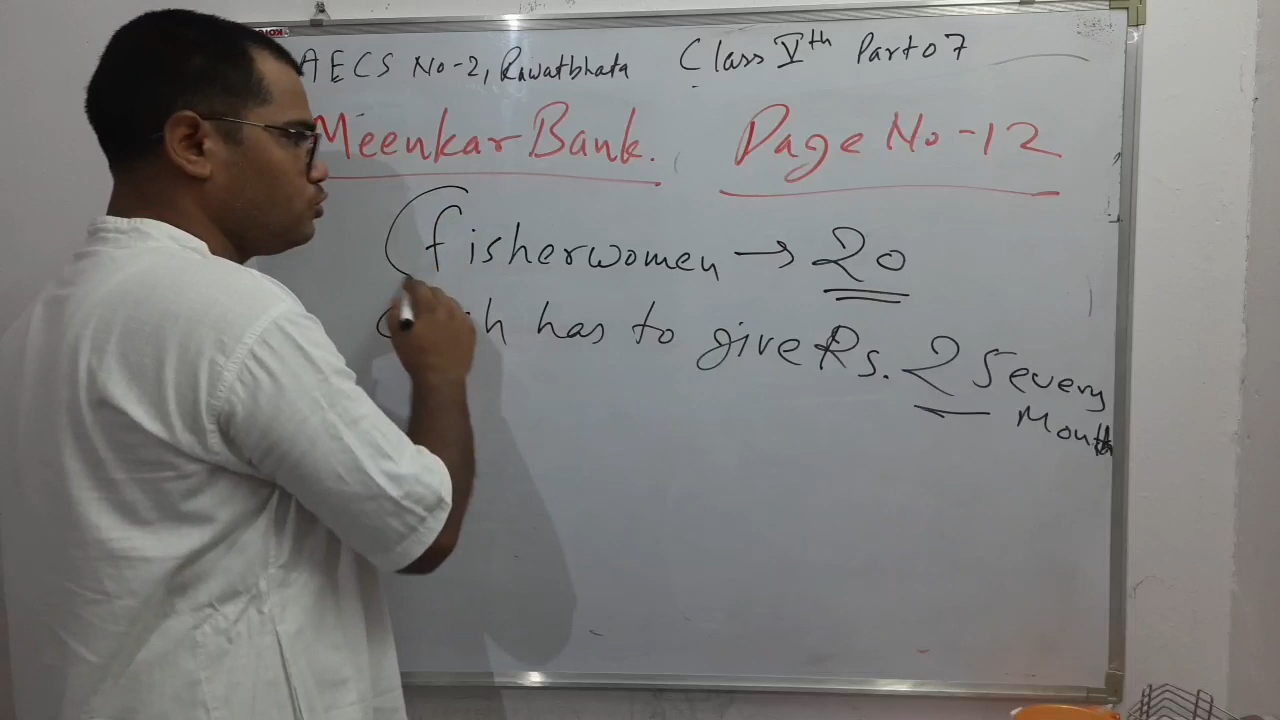 AECS No-2, Rawatbhata Class Vth Part 07
Meenkar Bank. Page No-12
fisherwomen → 20
has to give Rs. 25 every
Month